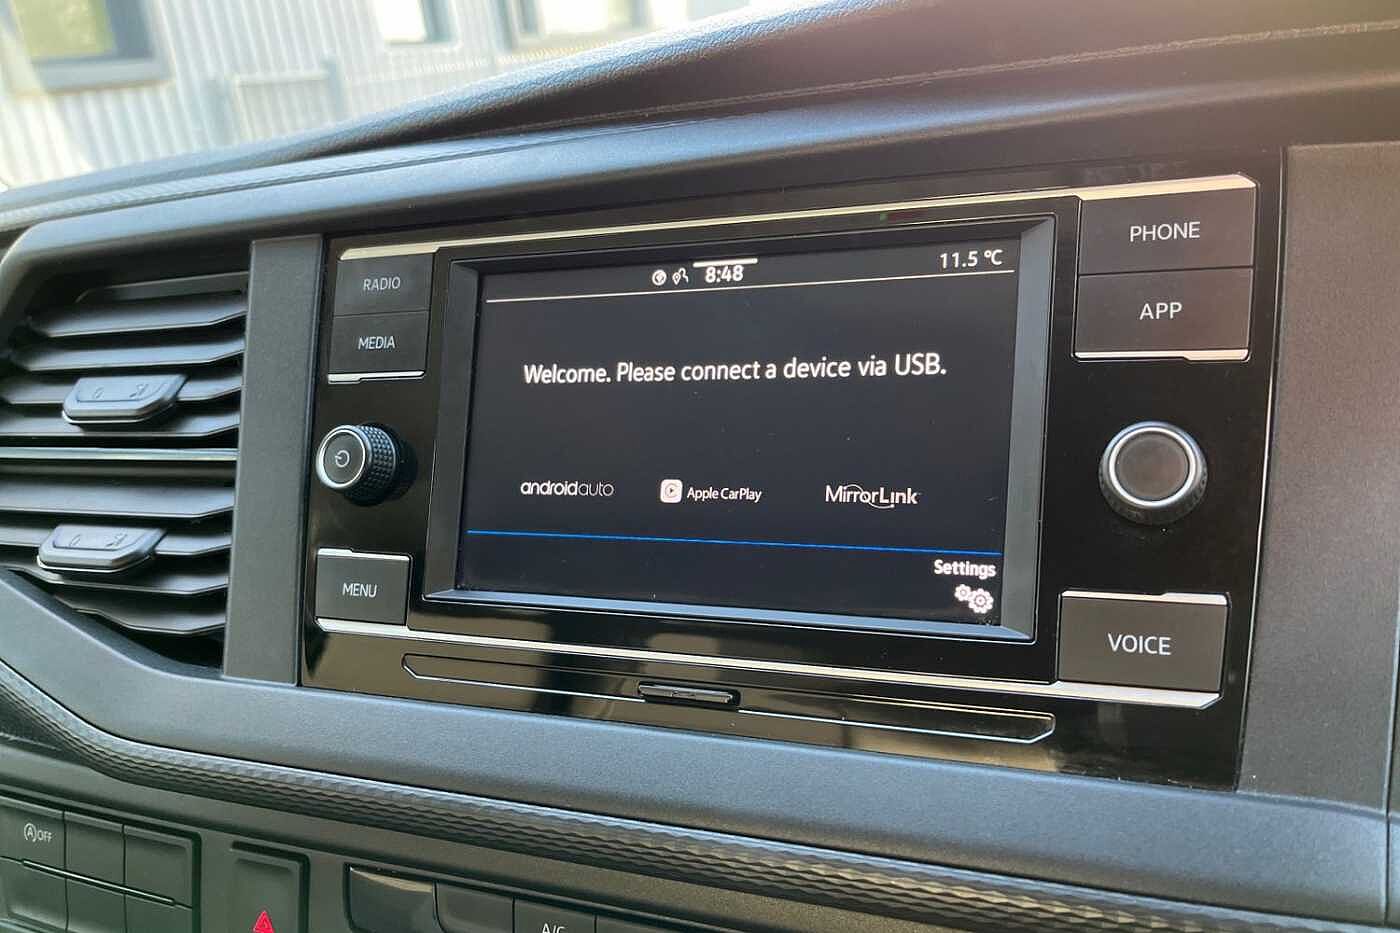 RADIO
MEDIA
MENU
8:48
11.5 °C
Welcome. Please connect a device via USB.
androidauto
Apple CarPlay
MirrorLink
Settings
PHONE
APP
VOICE
A OFF
A/C